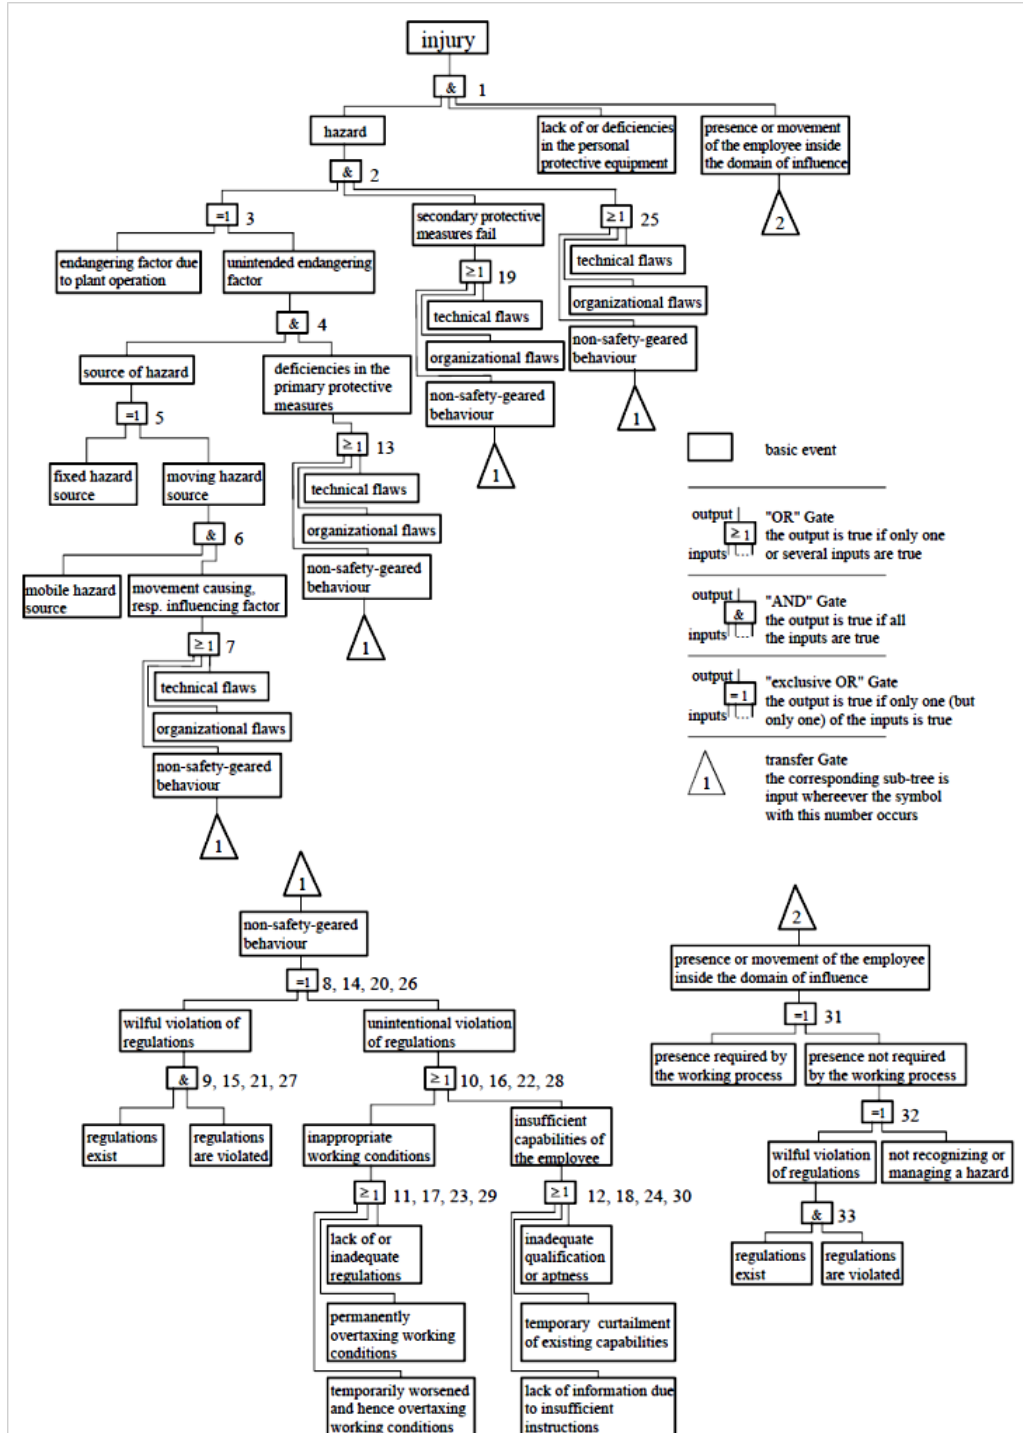 injury
& 1
hazard
lack of or deficiencies
in the personal
protective equipment
presence or movement
of the employee inside
the domain of influence
& 2
2
=1 3
secondary protective
measures fail
≥1 25
endangering factor due
to plant operation
unintended endangering
factor
technical flaws
≥1 19
organizational flaws
technical flaws
& 4
non-safety-geared
behaviour
organizational flaws
source of hazard
deficiencies in the
primary protective
measures
non-safety-geared
behaviour
1
=1 5
≥1 13
1
basic event
fixed hazard
source
moving hazard
source
technical flaws
organizational flaws
& 6
non-safety-geared
behaviour
mobile hazard
source
movement causing,
resp. influencing factor
1
≥1 7
technical flaws
organizational flaws
non-safety-geared
behaviour
1
output
≥1
inputs
"OR" Gate
the output is true if only one
or several inputs are true
output
&
inputs
"AND" Gate
the output is true if all
the inputs are true
output
=1
inputs
"exclusive OR" Gate
the output is true if only one (but
only one) of the inputs is true
1
transfer Gate
the corresponding sub-tree is
input whereever the symbol
with this number occurs
1
non-safety-geared
behaviour
=1 8, 14, 20, 26
wilful violation of
regulations
unintentional violation
of regulations
& 9, 15, 21, 27
≥1 10, 16, 22, 28
regulations
exist
regulations
are violated
inappropriate
working conditions
insufficient
capabilities of
the employee
≥1 11, 17, 23, 29
≥1 12, 18, 24, 30
lack of or
inadequate
regulations
inadequate
qualification
or aptness
permanently
overtaxing working
conditions
temporary curtailment
of existing capabilities
temporarily worsened
and hence overtaxing
working conditions
lack of information due
to insufficient
instructions
2
presence or movement of the employee
inside the domain of influence
=1 31
presence required by
the working process
presence not required
by the working process
=1 32
wilful violation
of regulations
not recognizing or
managing a hazard
& 33
regulations
exist
regulations
are violated